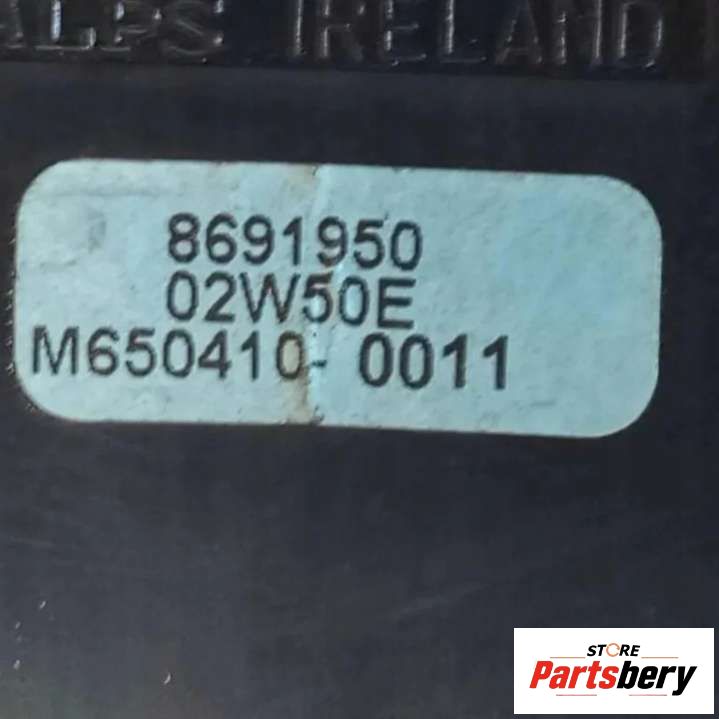 ALPS IRELAND
8691950
02W50E
M650410- 0011
STORE
Partsbery